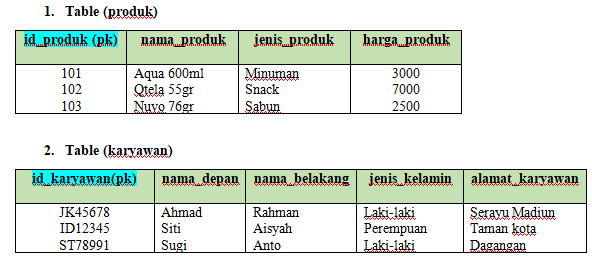 1. Table (produk)
id_produk (pk) nama_produk jenis_produk harga_produk
101 Aqua 600ml Minuman 3000
102 Qtela 55gr Snack 7000
103 Nuvo 76gr Sabun 2500
2. Table (karyawan)
id_karyawan(pk) nama_depan nama_belakang jenis_kelamin alamat_karyawan
JK45678 Ahmad Rahman Laki-laki Serayu Madiun
ID12345 Siti Aisyah Perempuan Taman kota
ST78991 Sugi Anto Laki-laki Dagangan